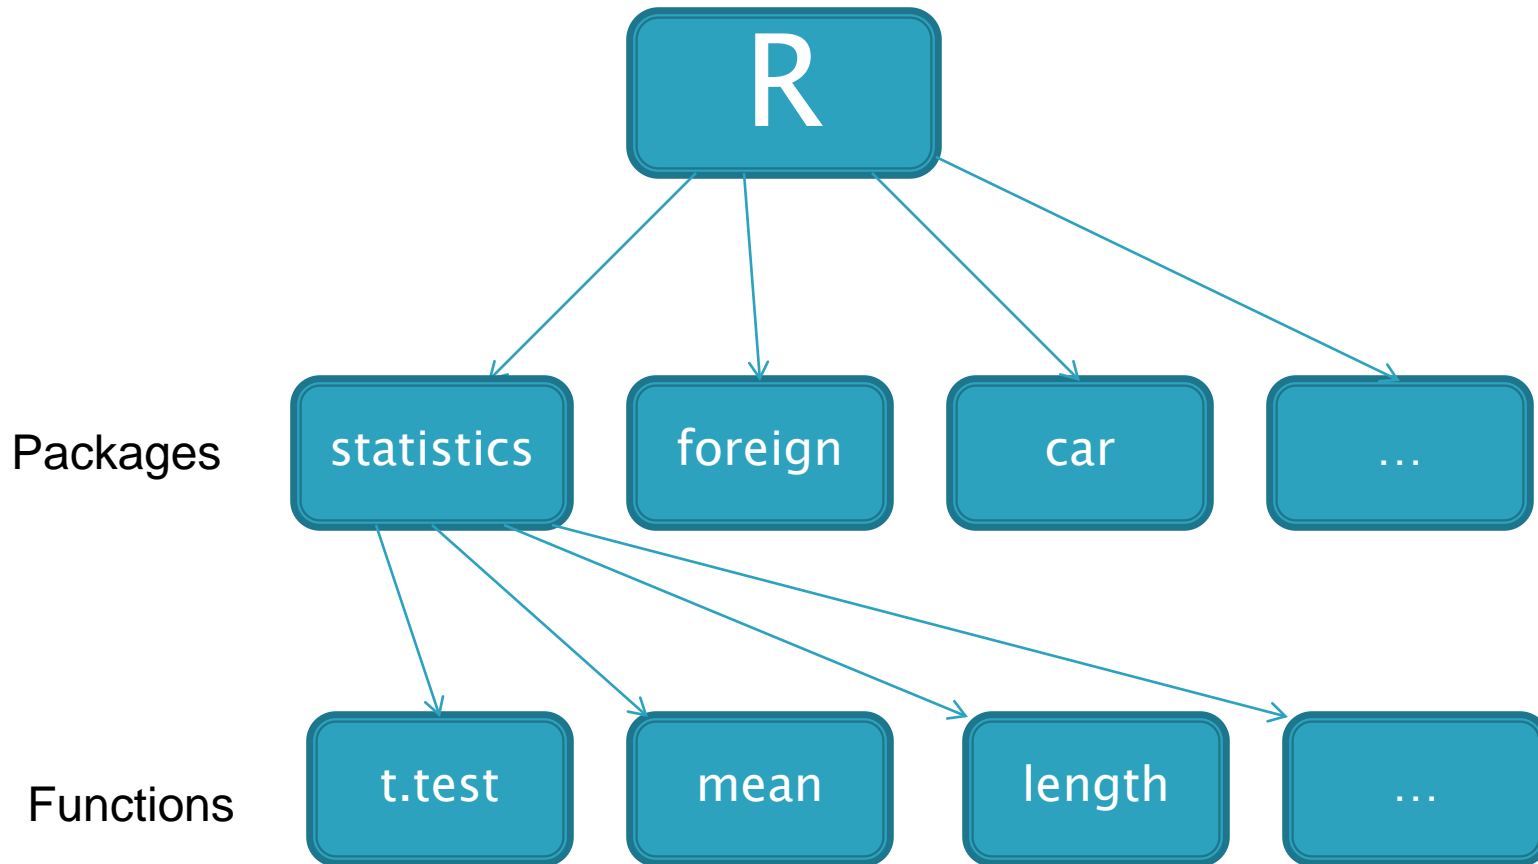 R
Packages
statistics
foreign
car
...
Functions
t.test
mean
length
...